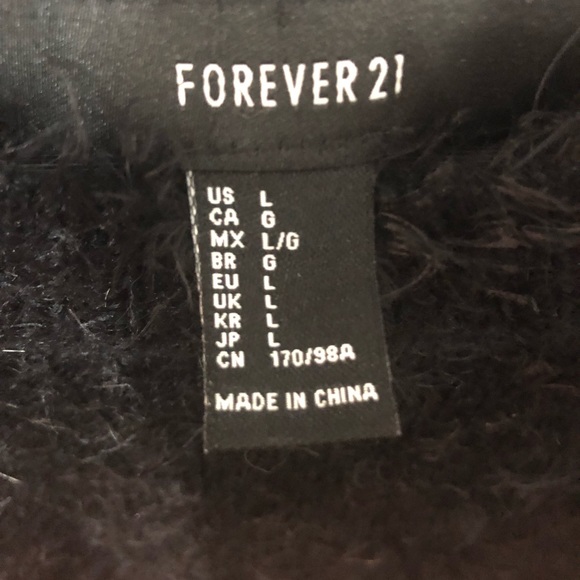 FOREVER 21
US L
CA G
MX L/G
BR G
EU L
UK L
KR L
JP L
CN 170/98A
MADE IN CHINA